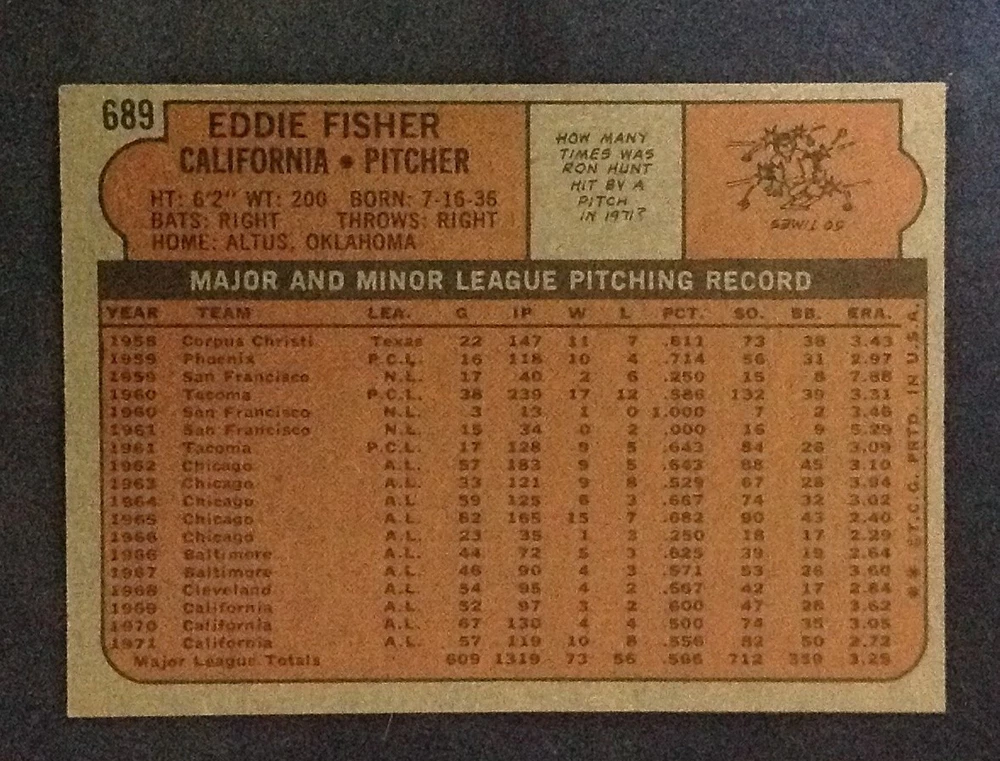 689
EDDIE FISHER
CALIFORNIA • PITCHER
HT: 6'2" WT: 200 BORN: 7-16-36
BATS: RIGHT THROWS: RIGHT
HOME: ALTUS, OKLAHOMA
HOW MANY
TIMES WAS
RON HUNT
HIT BY A
PITCH
IN 1971?
50 TIMES
MAJOR AND MINOR LEAGUE PITCHING RECORD
YEAR TEAM LEA. G IP W L PCT. SO. BB. ERA.
1958 Corpus Christi Texas 22 147 11 7 .611 73 38 3.43
1959 Phoenix P.C.L. 16 118 10 4 .714 56 31 2.97
1959 San Francisco N.L. 17 40 2 6 .250 15 8 7.88
1960 Tacoma P.C.L. 38 239 17 12 .586 132 39 3.31
1960 San Francisco N.L. 3 13 1 0 1.000 7 2 3.46
1961 San Francisco N.L. 15 34 0 2 .000 16 9 5.29
1961 Tacoma P.C.L. 17 128 9 5 .643 84 28 3.09
1962 Chicago A.L. 57 183 9 5 .643 88 45 3.10
1963 Chicago A.L. 33 121 9 8 .529 67 28 3.94
1964 Chicago A.L. 59 125 6 3 .667 74 32 3.02
1965 Chicago A.L. 82 165 15 7 .682 90 43 2.40
1966 Chicago A.L. 23 35 1 3 .250 18 17 2.29
1966 Baltimore A.L. 44 72 5 3 .625 39 19 2.64
1967 Baltimore A.L. 46 90 4 3 .571 53 26 3.60
1968 Cleveland A.L. 54 95 4 2 .667 42 17 2.84
1969 California A.L. 52 97 3 2 .600 47 28 3.62
1970 California A.L. 67 130 4 4 .500 74 35 3.05
1971 California A.L. 57 119 10 8 .556 82 50 2.72
Major League Totals 609 1319 73 56 .566 712 359 3.25
** ©T.C.G. PRTD. IN U.S.A.